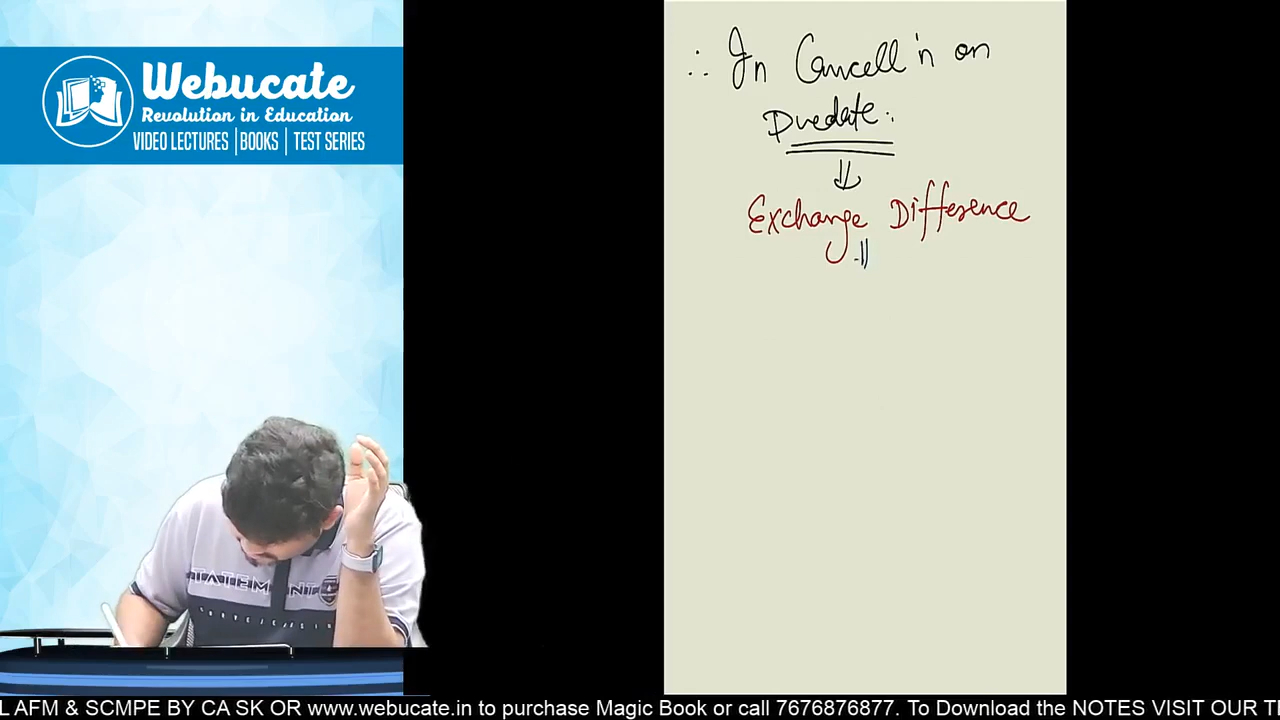 Webucate
Revolution in Education
VIDEO LECTURES | BOOKS | TEST SERIES
∴ In Cancell'n on
Duedate.
⇓
Exchange Difference
TATEMENT
L AFM & SCMPE BY CA SK OR www.webucate.in to purchase Magic Book or call 7676876877. To Download the NOTES VISIT OUR T